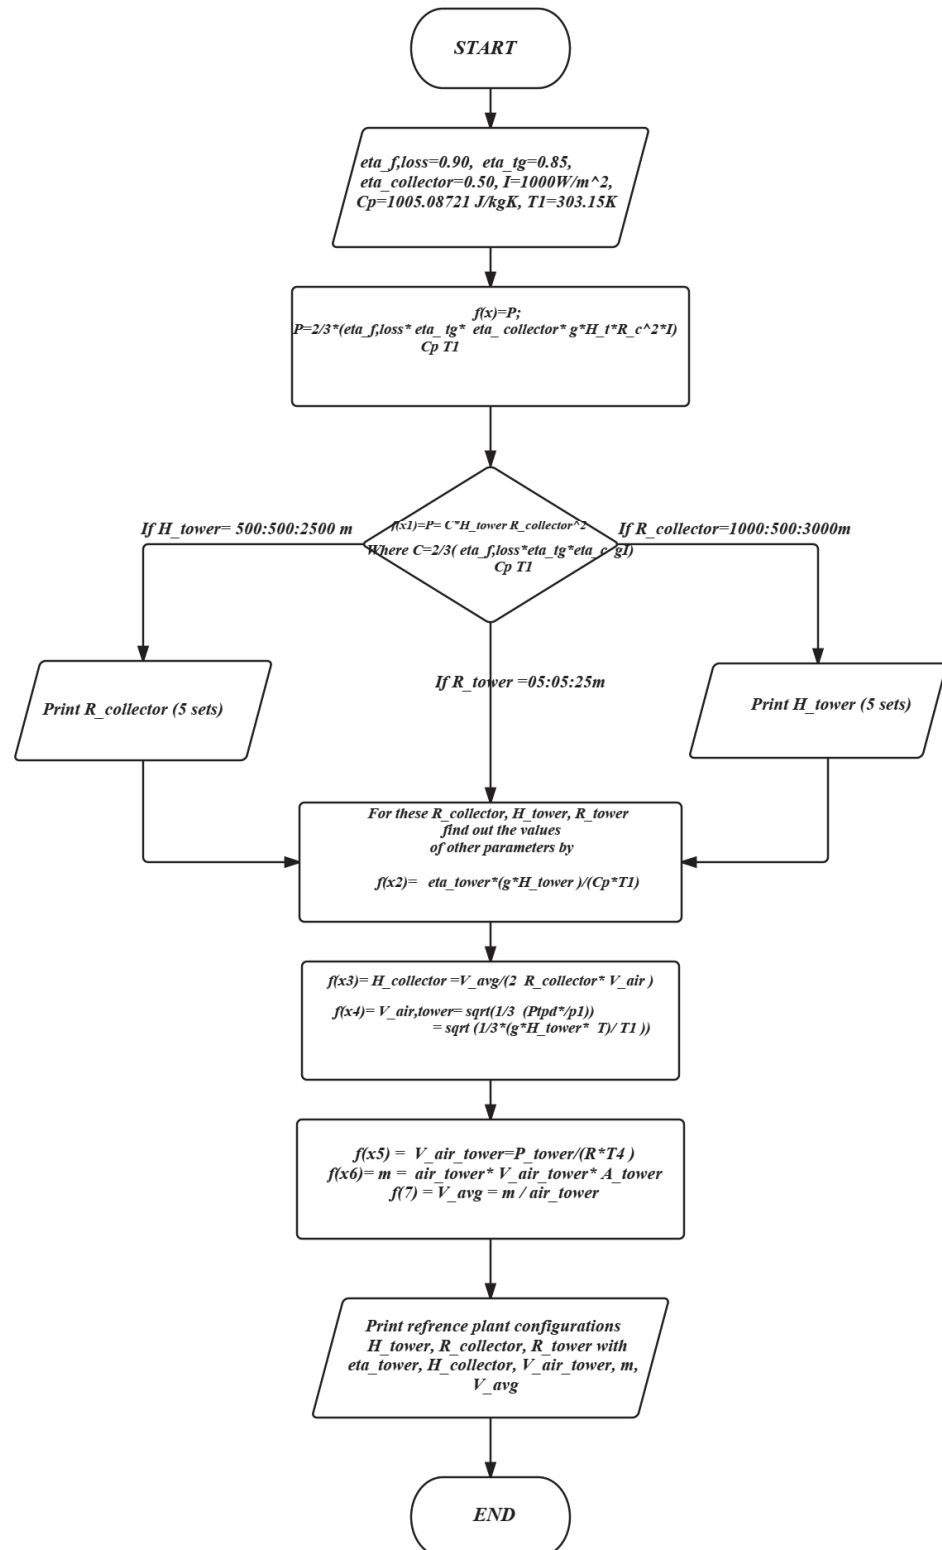 START
eta_f,loss=0.90, eta_tg=0.85,
eta_collector=0.50, I=1000W/m^2,
Cp=1005.08721 J/kgK, T1=303.15K
f(x)=P;
P=2/3*(eta_f,loss* eta_ tg* eta_ collector* g*H_t*R_c^2*I)
Cp T1
f(x1)=P= C*H_tower R_collector^2
Where C=2/3( eta_f,loss*eta_tg*eta_c gI)
Cp T1
If H_tower= 500:500:2500 m
If R_collector=1000:500:3000m
If R_tower =05:05:25m
Print R_collector (5 sets)
Print H_tower (5 sets)
For these R_collector, H_tower, R_tower
find out the values
of other parameters by
f(x2)= eta_tower*(g*H_tower )/(Cp*T1)
f(x3)= H_collector =V_avg/(2 R_collector* V_air )
f(x4)= V_air,tower= sqrt(1/3 (Ptpd*/p1))
= sqrt (1/3*(g*H_tower* T)/ T1 ))
f(x5) = V_air_tower=P_tower/(R*T4 )
f(x6)= m = air_tower* V_air_tower* A_tower
f(7) = V_avg = m / air_tower
Print refrence plant configurations
H_tower, R_collector, R_tower with
eta_tower, H_collector, V_air_tower, m,
V_avg
END